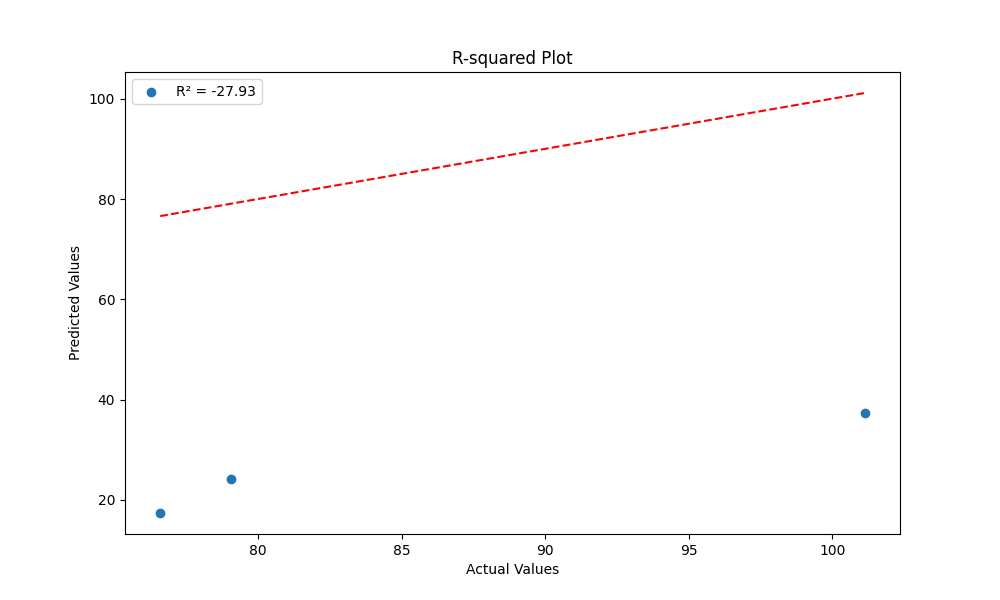 R-squared Plot
R² = -27.93
100
80
60
40
20
Predicted Values
80
85
90
95
100
Actual Values